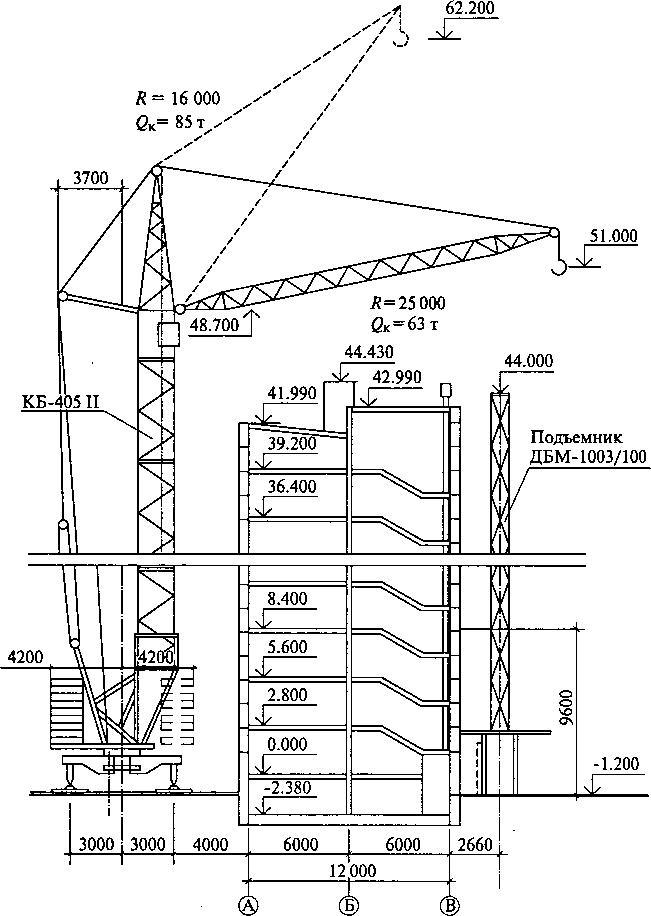 62.200
R = 16 000
Qк = 85 т
3700
51.000
R = 25 000
Qк = 63 т
48.700
44.430
44.000
42.990
41.990
КБ-405 II
Подъемник
ДБМ-1003/100
39.200
36.400
8.400
5.600
4200
4200
2.800
9600
0.000
-1.200
-2.380
3000
3000
4000
6000
6000
2660
12 000
А
Б
В